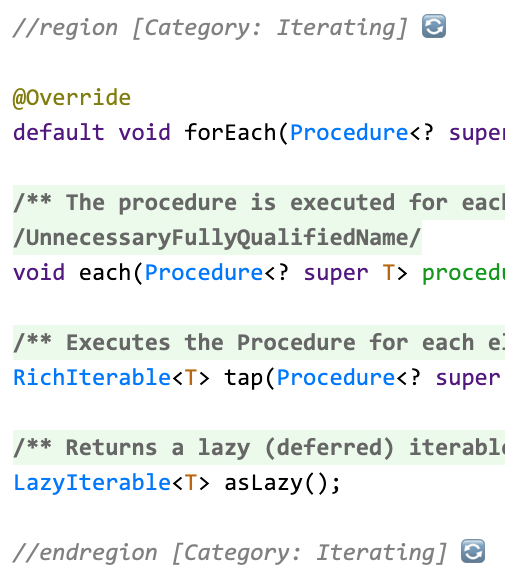 //region [Category: Iterating] 🔄
@Override
default void forEach(Procedure<? super
/** The procedure is executed for each
/UnnecessaryFullyQualifiedName/
void each(Procedure<? super T> procedu
/** Executes the Procedure for each el
RichIterable<T> tap(Procedure<? super
/** Returns a lazy (deferred) iterable
LazyIterable<T> asLazy();
//endregion [Category: Iterating] 🔄